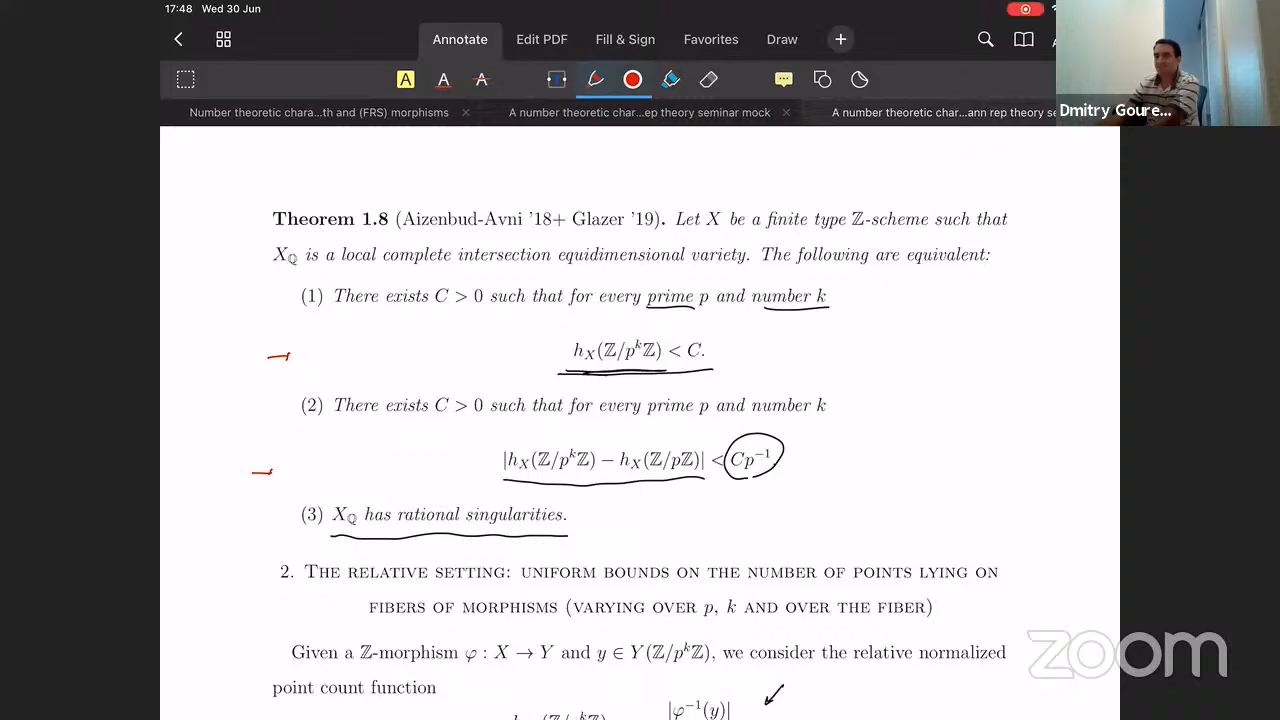 17:48 Wed 30 Jun
Annotate Edit PDF Fill & Sign Favorites Draw
Number theoretic chara...th and (FRS) morphisms
A number theoretic char...ep theory seminar mock
A number theoretic char...ann rep theory se
Dmitry Goure...
Theorem 1.8 (Aizenbud-Avni '18+ Glazer '19). Let X be a finite type ℤ-scheme such that
X_ℚ is a local complete intersection equidimensional variety. The following are equivalent:
(1) There exists C > 0 such that for every prime p and number k
h_X(ℤ/p^kℤ) < C.
(2) There exists C > 0 such that for every prime p and number k
|h_X(ℤ/p^kℤ) − h_X(ℤ/pℤ)| < Cp^{−1}
(3) X_ℚ has rational singularities.
2. THE RELATIVE SETTING: UNIFORM BOUNDS ON THE NUMBER OF POINTS LYING ON
FIBERS OF MORPHISMS (VARYING OVER p, k AND OVER THE FIBER)
Given a ℤ-morphism φ : X → Y and y ∈ Y(ℤ/p^kℤ), we consider the relative normalized
point count function
|φ^{−1}(y)|
zoom